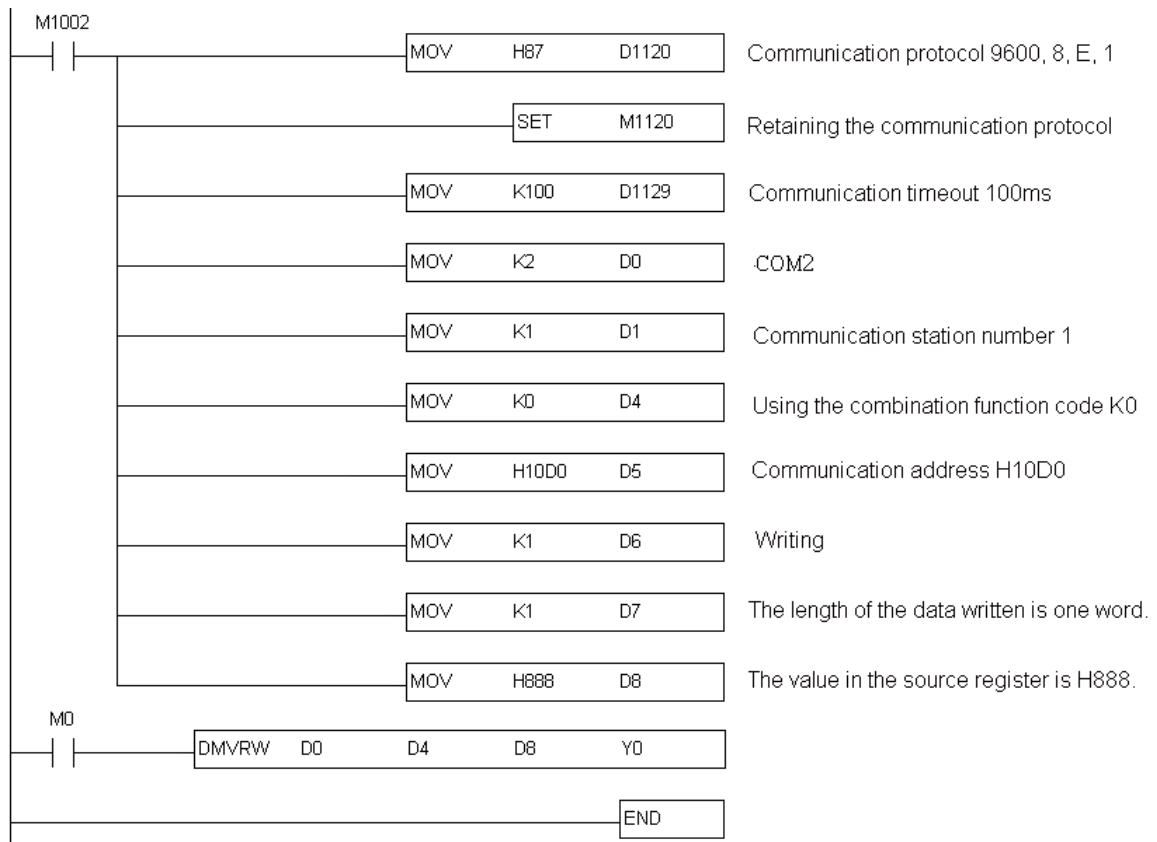 M1002
MOV H87 D1120 Communication protocol 9600, 8, E, 1
SET M1120 Retaining the communication protocol
MOV K100 D1129 Communication timeout 100ms
MOV K2 D0 COM2
MOV K1 D1 Communication station number 1
MOV K0 D4 Using the combination function code K0
MOV H10D0 D5 Communication address H10D0
MOV K1 D6 Writing
MOV K1 D7 The length of the data written is one word.
MOV H888 D8 The value in the source register is H888.
M0
DMVRW D0 D4 D8 Y0
END